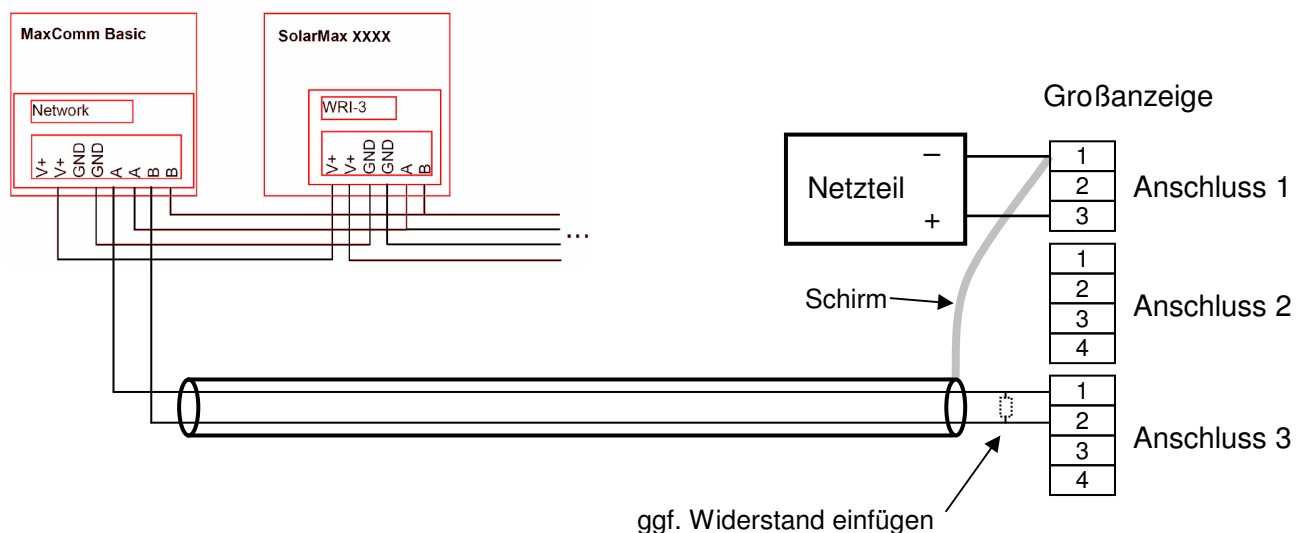 MaxComm Basic
Network
V+
V+
GND
GND
A
A
B
B
SolarMax XXXX
WRI-3
V+
V+
GND
GND
A
B
...
Großanzeige
Netzteil
–
+
1
2
3
Anschluss 1
1
2
3
4
Anschluss 2
Schirm
1
2
3
4
Anschluss 3
ggf. Widerstand einfügen